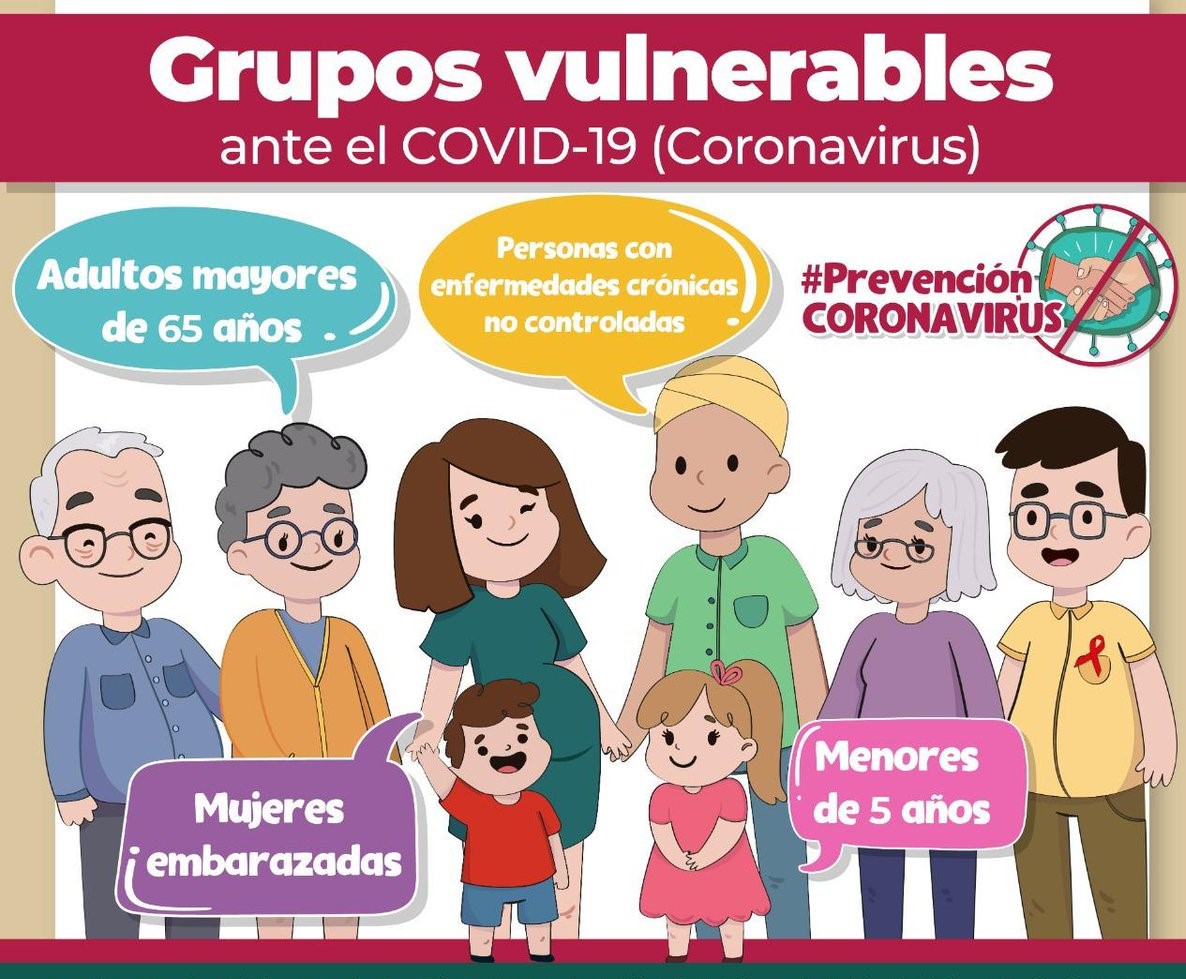 Grupos vulnerables
ante el COVID-19 (Coronavirus)
Adultos mayores
de 65 años
Personas con
enfermedades crónicas
no controladas
#Prevención
CORONAVIRUS
Mujeres
embarazadas
Menores
de 5 años